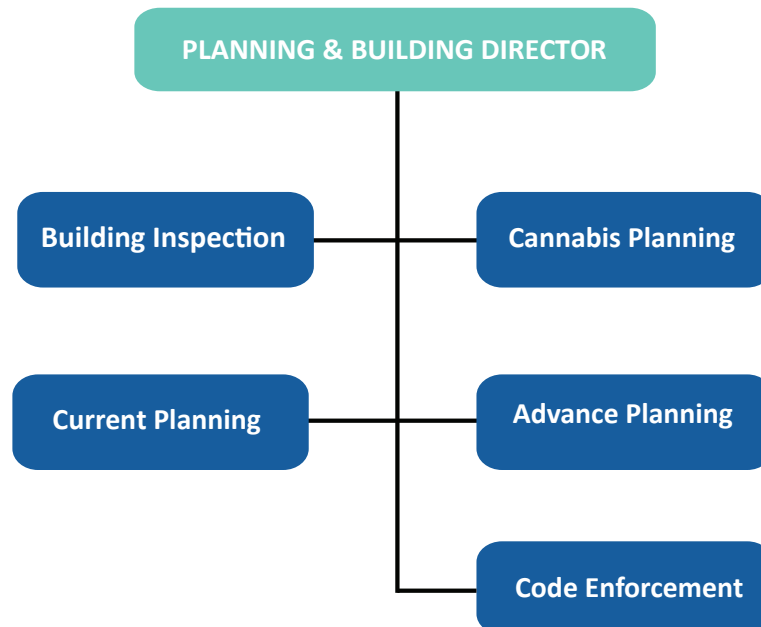 PLANNING & BUILDING DIRECTOR
Building Inspection
Cannabis Planning
Current Planning
Advance Planning
Code Enforcement